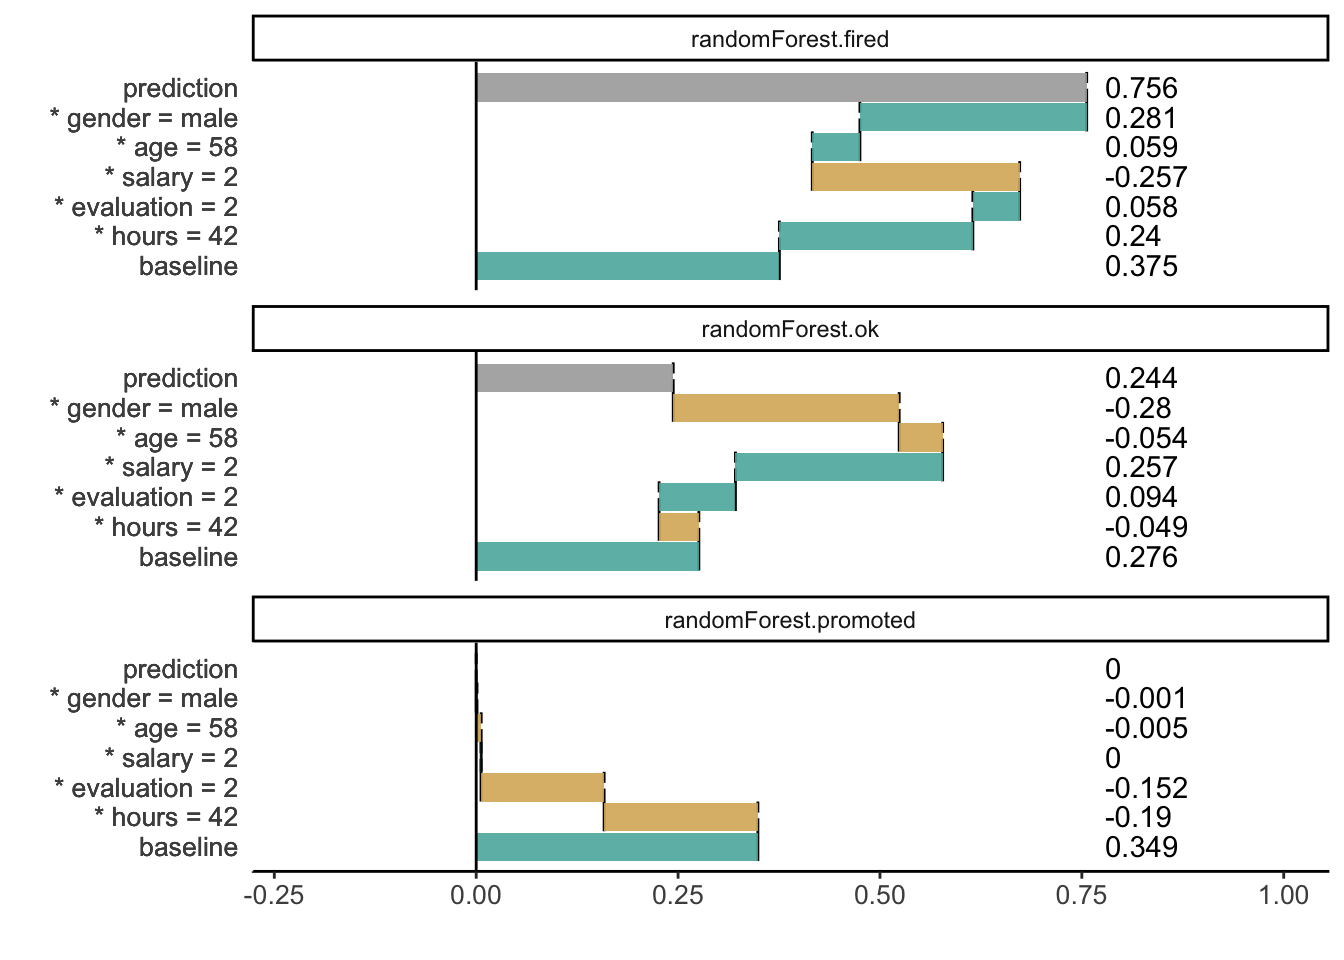 randomForest.fired
prediction 0.756
* gender = male 0.281
* age = 58 0.059
* salary = 2 -0.257
* evaluation = 2 0.058
* hours = 42 0.24
baseline 0.375
randomForest.ok
prediction 0.244
* gender = male -0.28
* age = 58 -0.054
* salary = 2 0.257
* evaluation = 2 0.094
* hours = 42 -0.049
baseline 0.276
randomForest.promoted
prediction 0
* gender = male -0.001
* age = 58 -0.005
* salary = 2 0
* evaluation = 2 -0.152
* hours = 42 -0.19
baseline 0.349
-0.25 0.00 0.25 0.50 0.75 1.00